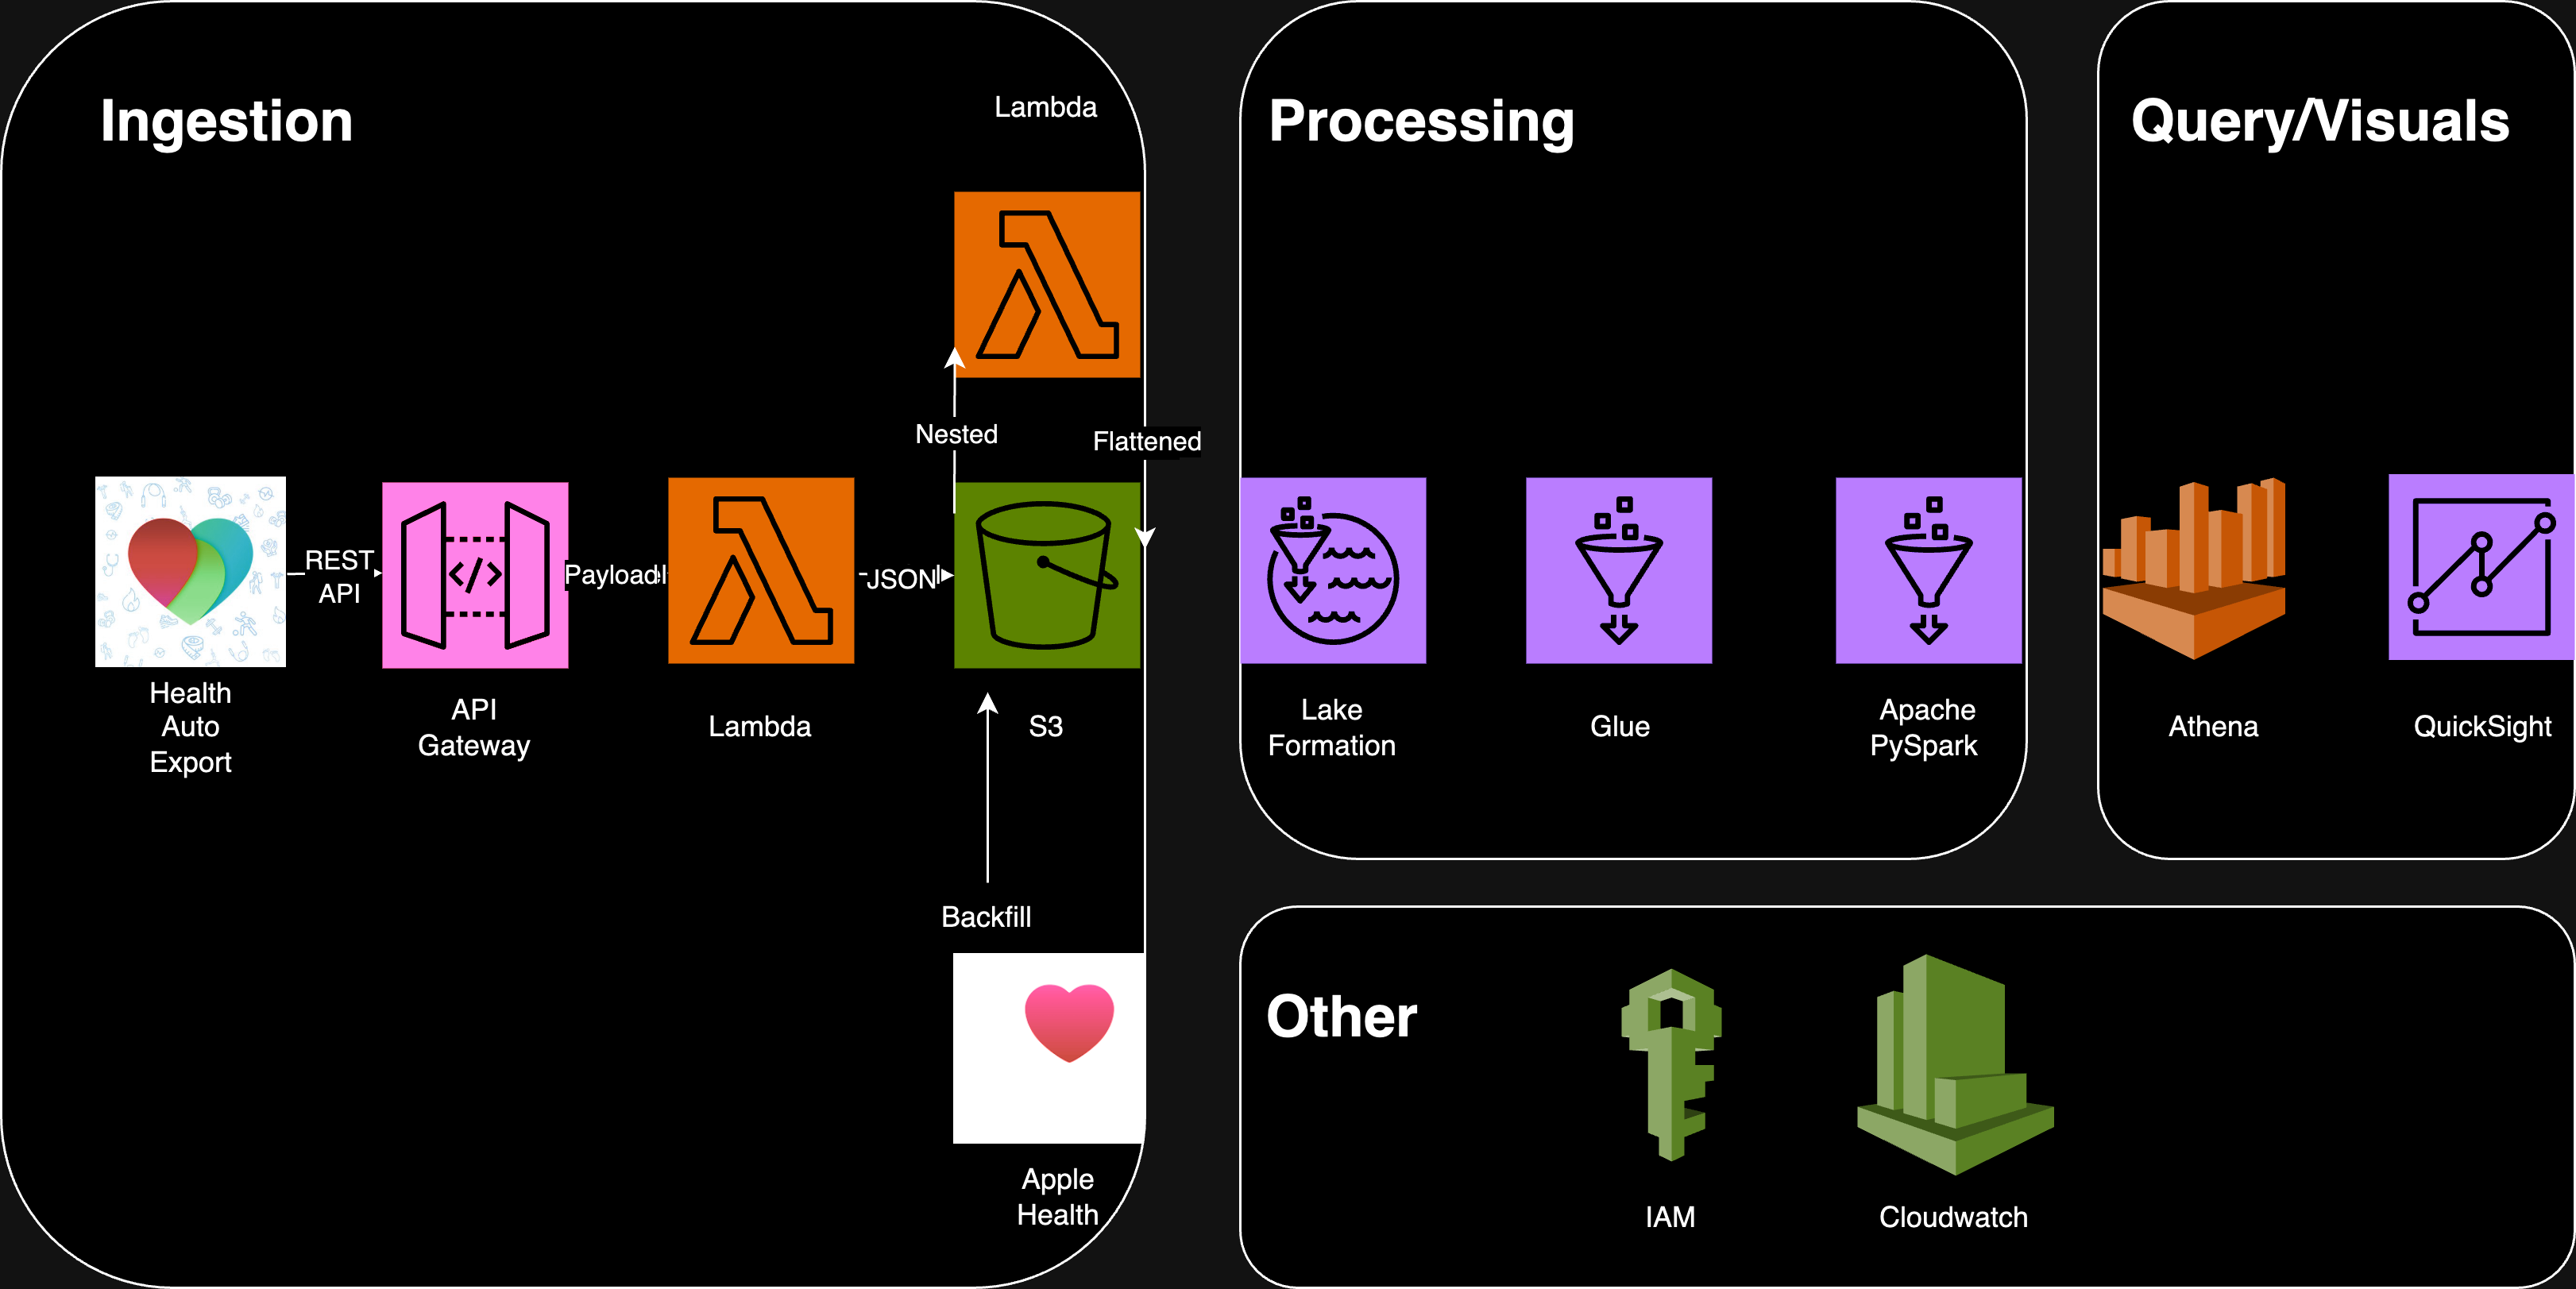 Ingestion
Lambda
Nested
Flattened
REST
API
Payload
JSON
Health
Auto
Export
API
Gateway
Lambda
S3
Backfill
Apple
Health
Processing
Lake
Formation
Glue
Apache
PySpark
Query/Visuals
Athena
QuickSight
Other
IAM
Cloudwatch